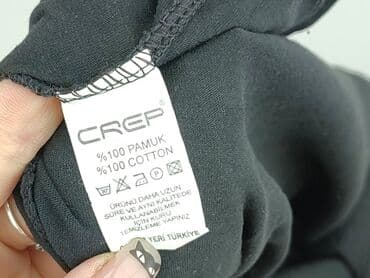 CREP
%100 PAMUK
%100 COTTON
ÜRÜNÜ DAHA UZUN
SÜRE VE AYNI KALİTEDE
KULLANABİLMEK
İÇİN KURU
TEMİZLEME YAPINIZ
YERİ TÜRKİYE